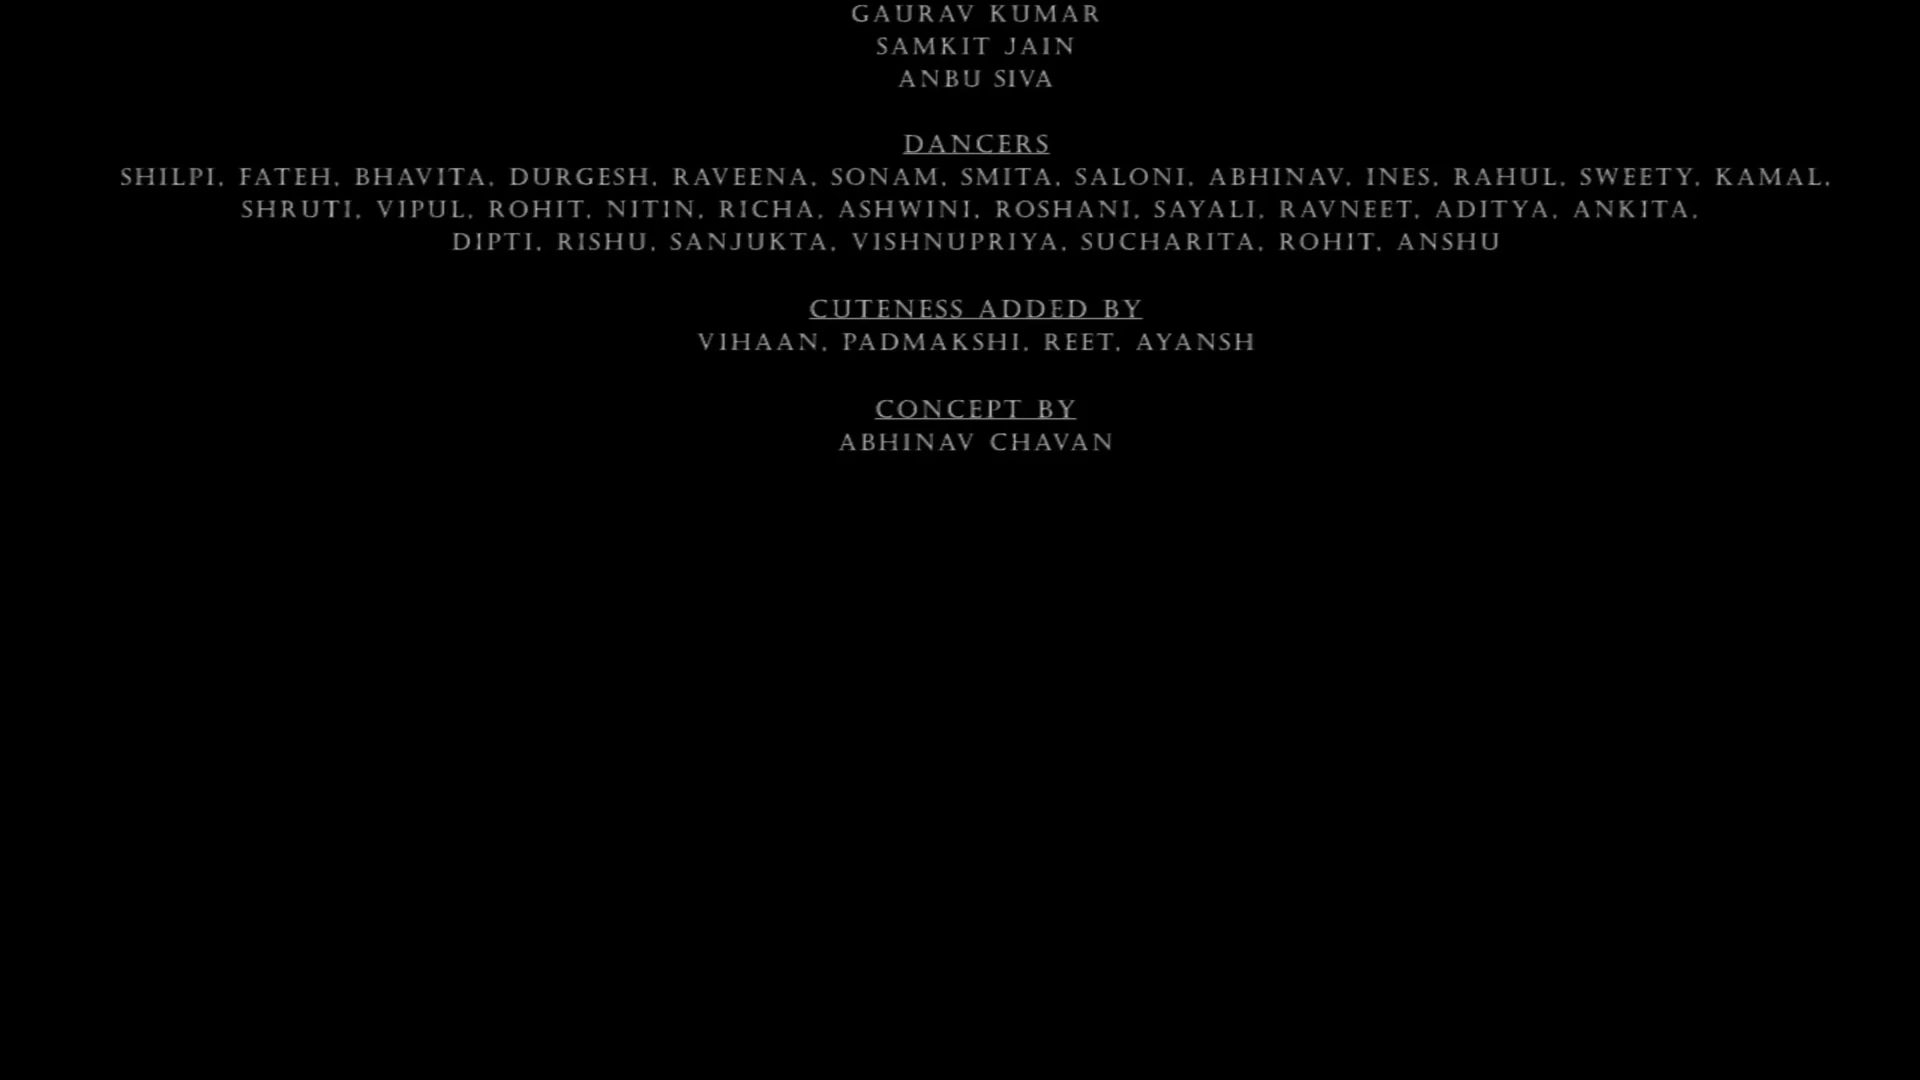 GAURAV KUMAR
SAMKIT JAIN
ANBU SIVA
DANCERS
SHILPI, FATEH, BHAVITA, DURGESH, RAVEENA, SONAM, SMITA, SALONI, ABHINAV, INES, RAHUL, SWEETY, KAMAL,
SHRUTI, VIPUL, ROHIT, NITIN, RICHA, ASHWINI, ROSHANI, SAYALI, RAVNEET, ADITYA, ANKITA,
DIPTI, RISHU, SANJUKTA, VISHNUPRIYA, SUCHARITA, ROHIT, ANSHU
CUTENESS ADDED BY
VIHAAN, PADMAKSHI, REET, AYANSH
CONCEPT BY
ABHINAV CHAVAN